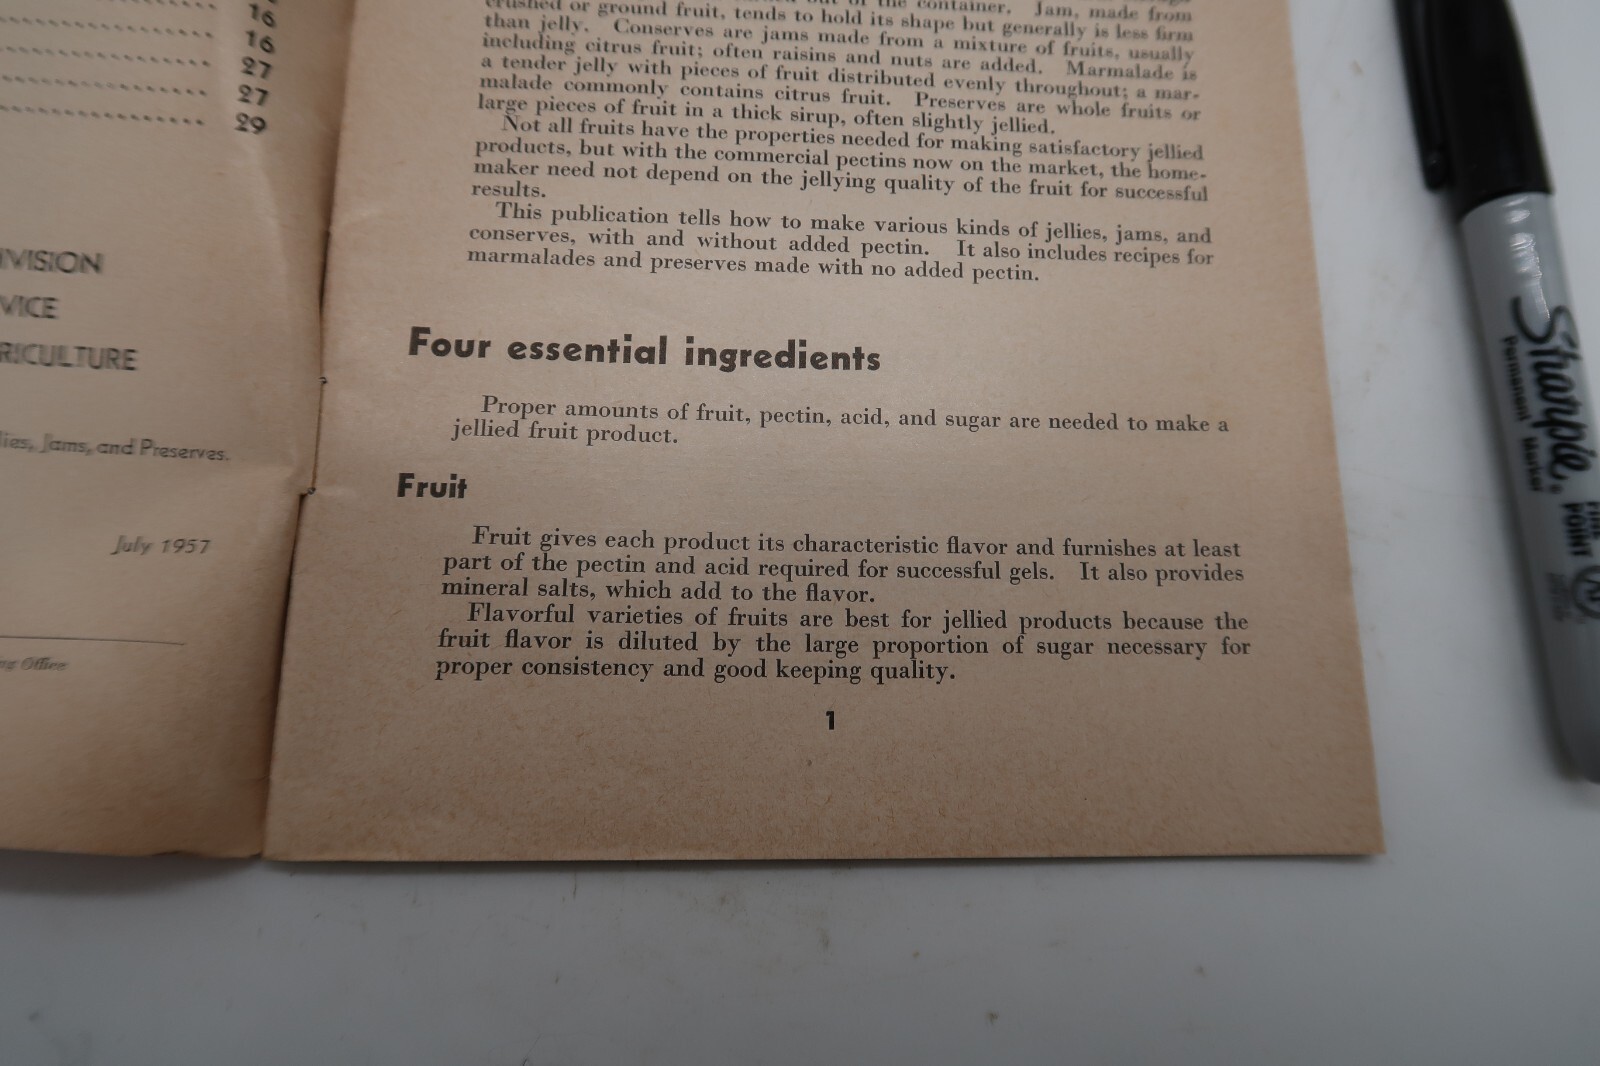 16
16
27
27
29
IVISION
VICE
RICULTURE
lies, Jams, and Preserves.
July 1957
ng Office
crushed or ground fruit, tends to hold its shape but generally is less firm
than jelly. Conserves are jams made from a mixture of fruits, usually
including citrus fruit; often raisins and nuts are added. Marmalade is
a tender jelly with pieces of fruit distributed evenly throughout; a mar-
malade commonly contains citrus fruit. Preserves are whole fruits or
large pieces of fruit in a thick sirup, often slightly jellied.
Not all fruits have the properties needed for making satisfactory jellied
products, but with the commercial pectins now on the market, the home-
maker need not depend on the jellying quality of the fruit for successful
results.
This publication tells how to make various kinds of jellies, jams, and
conserves, with and without added pectin. It also includes recipes for
marmalades and preserves made with no added pectin.
Four essential ingredients
Proper amounts of fruit, pectin, acid, and sugar are needed to make a
jellied fruit product.
Fruit
Fruit gives each product its characteristic flavor and furnishes at least
part of the pectin and acid required for successful gels. It also provides
mineral salts, which add to the flavor.
Flavorful varieties of fruits are best for jellied products because the
fruit flavor is diluted by the large proportion of sugar necessary for
proper consistency and good keeping quality.
1
Sharpie
Permanent Marker
FINE
POINT